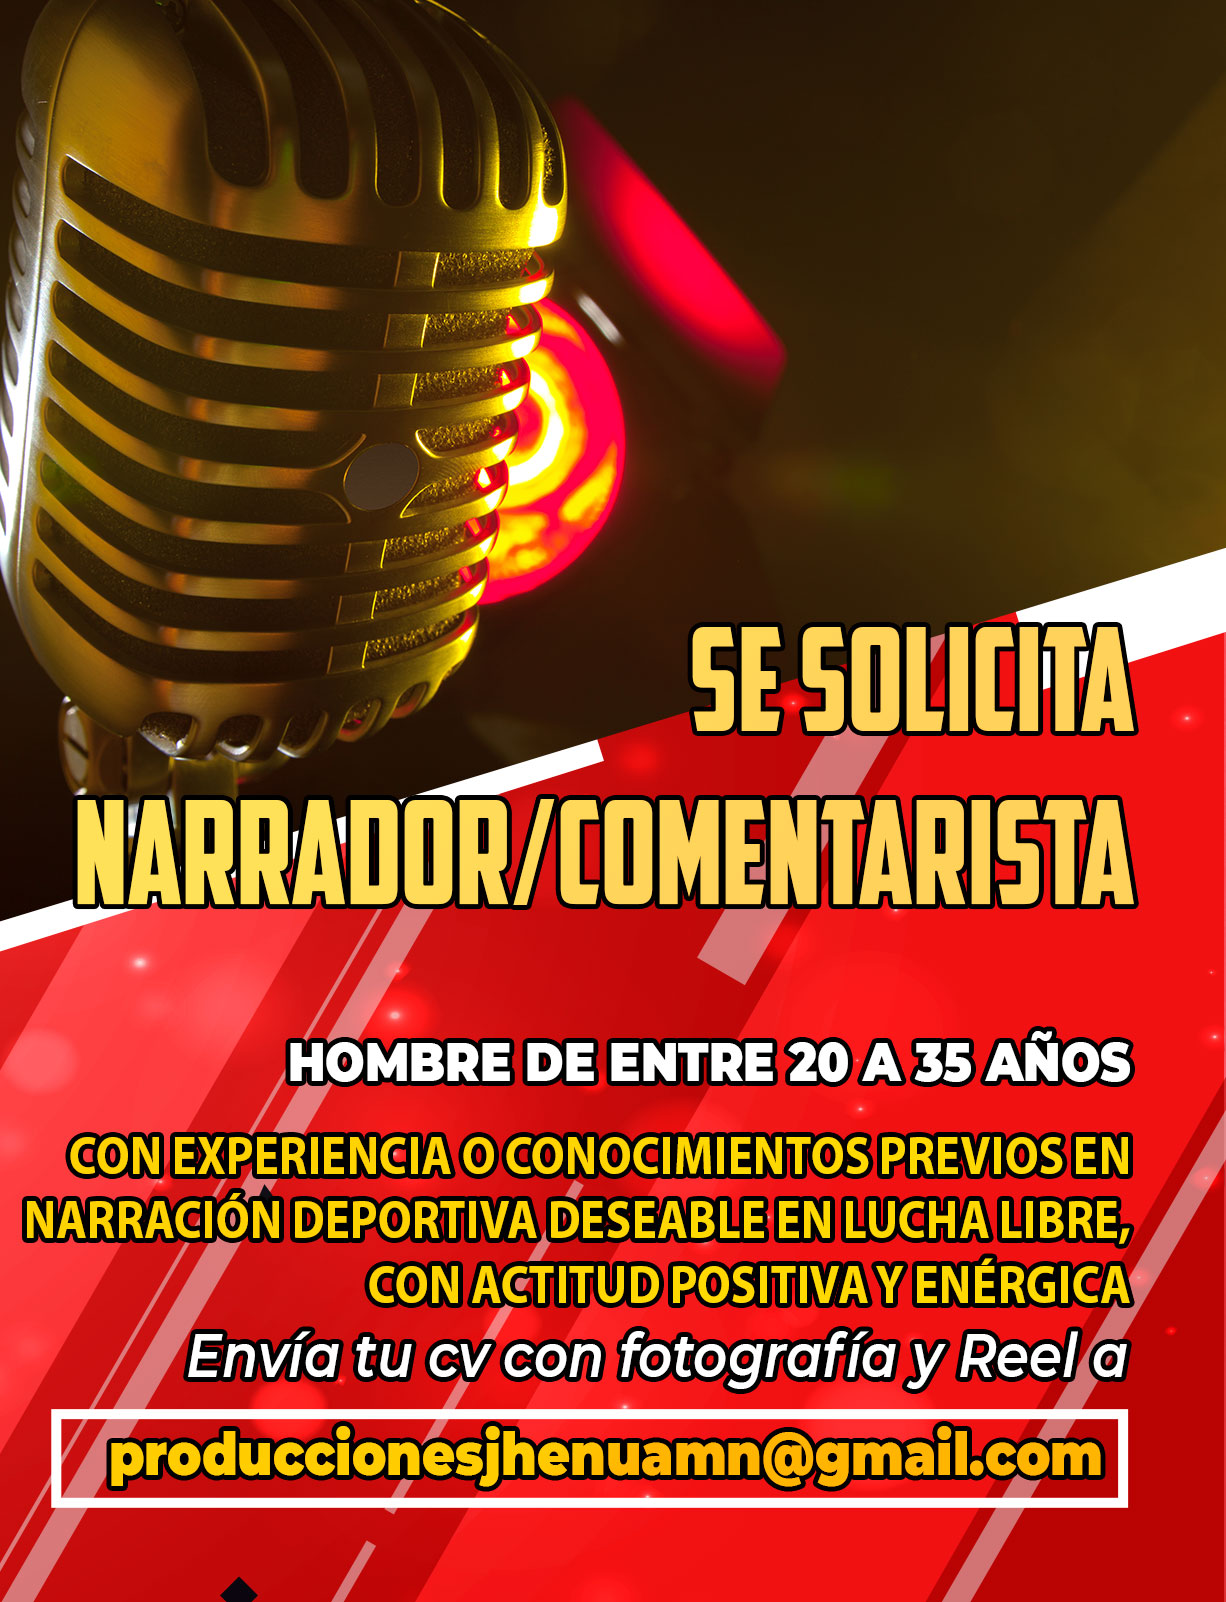 SE SOLICITA
NARRADOR/COMENTARISTA
HOMBRE DE ENTRE 20 A 35 AÑOS
CON EXPERIENCIA O CONOCIMIENTOS PREVIOS EN
NARRACIÓN DEPORTIVA DESEABLE EN LUCHA LIBRE,
CON ACTITUD POSITIVA Y ENÉRGICA
Envía tu cv con fotografía y Reel a
produccionesjhenuamn@gmail.com